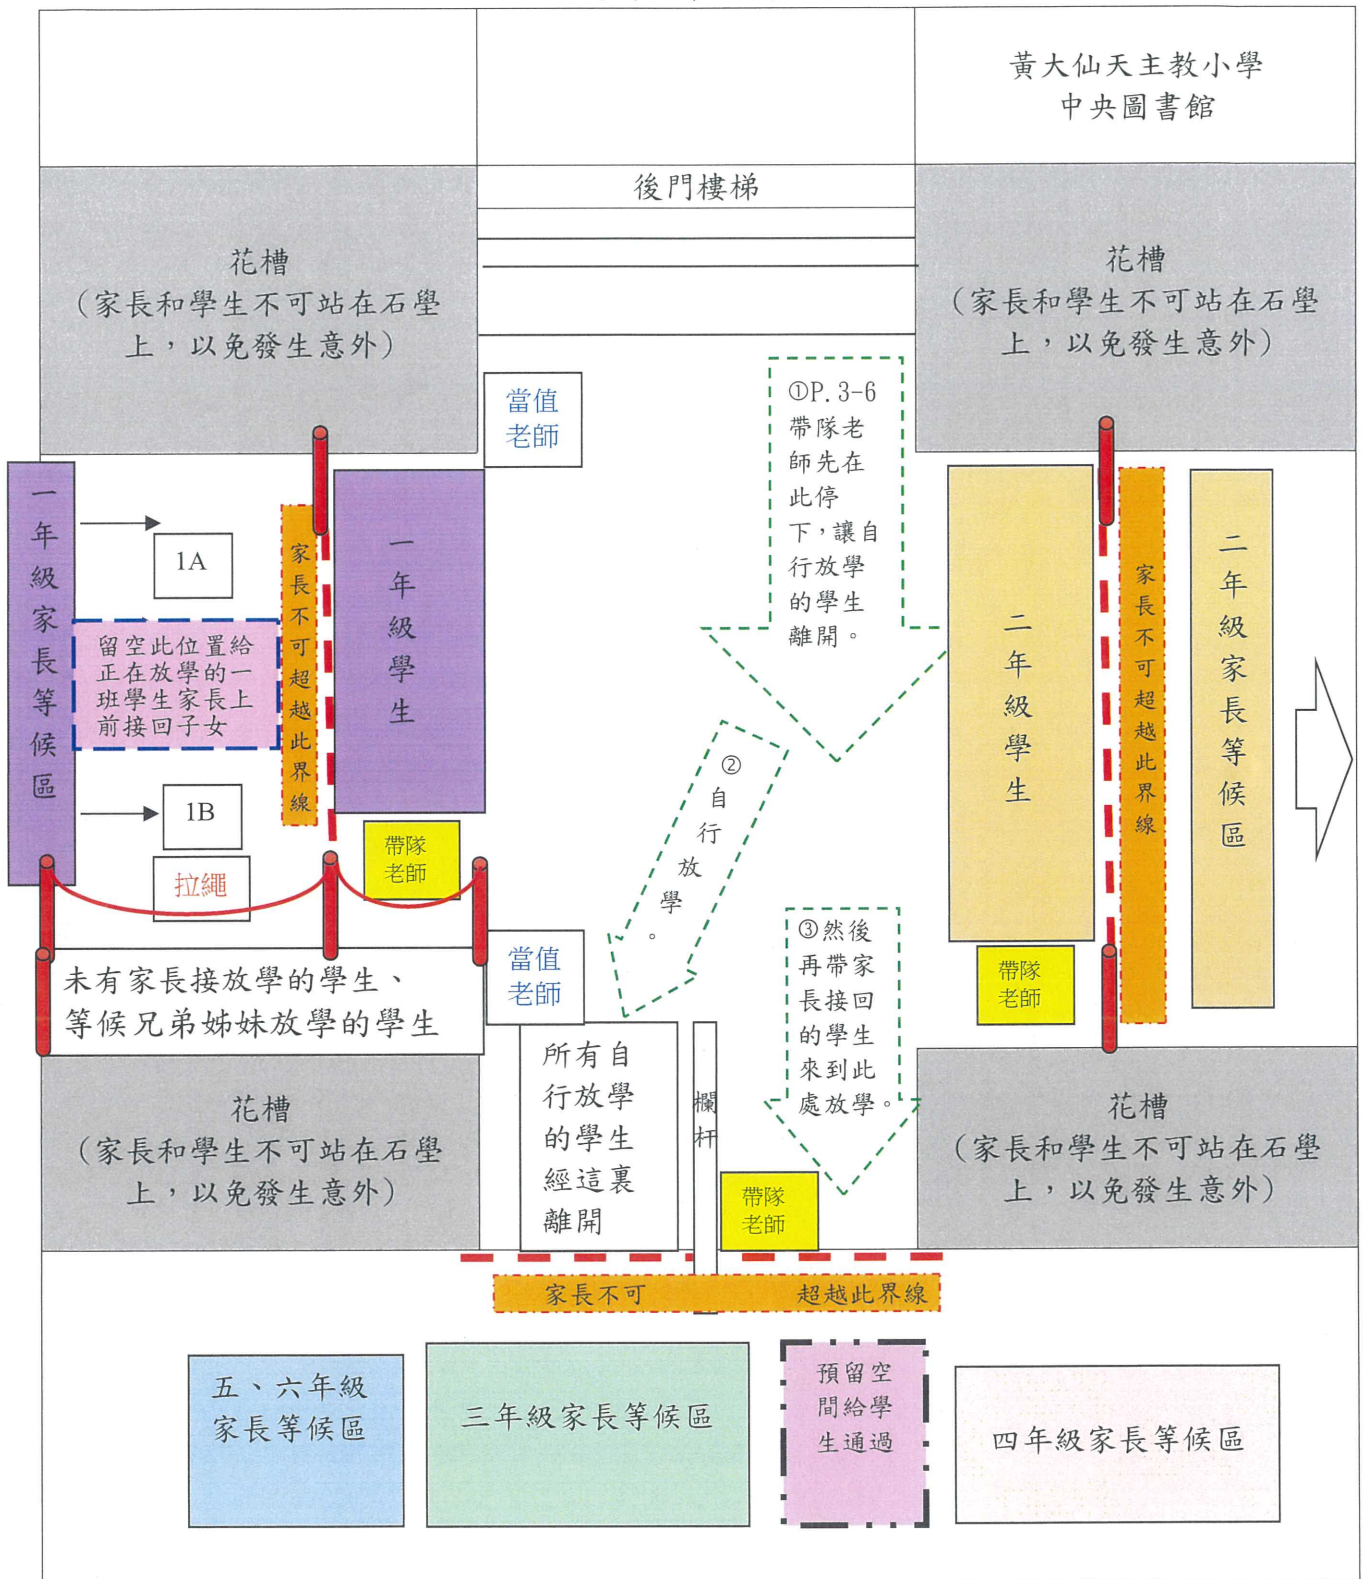 黃大仙天主教小學
中央圖書館
後門樓梯
花槽
（家長和學生不可站在石壆
上，以免發生意外）
花槽
（家長和學生不可站在石壆
上，以免發生意外）
當值
老師
①P.3-6
帶隊老
師先在
此停
下，讓自
行放學
的學生
離開。
一年級家長等候區
1A
留空此位置給
正在放學的一
班學生家長上
前接回子女
1B
拉繩
家長不可超越此界線
一年級學生
帶隊
老師
②自行放學。
二年級學生
家長不可超越此界線
二年級家長等候區
帶隊
老師
未有家長接放學的學生、
等候兄弟姊妹放學的學生
當值
老師
③然後
再帶家
長接回
的學生
來到此
處放學。
所有自
行放學
的學生
經這裏
離開
欄杆
帶隊
老師
花槽
（家長和學生不可站在石壆
上，以免發生意外）
花槽
（家長和學生不可站在石壆
上，以免發生意外）
家長不可 超越此界線
五、六年級
家長等候區
三年級家長等候區
預留空
間給學
生通過
四年級家長等候區